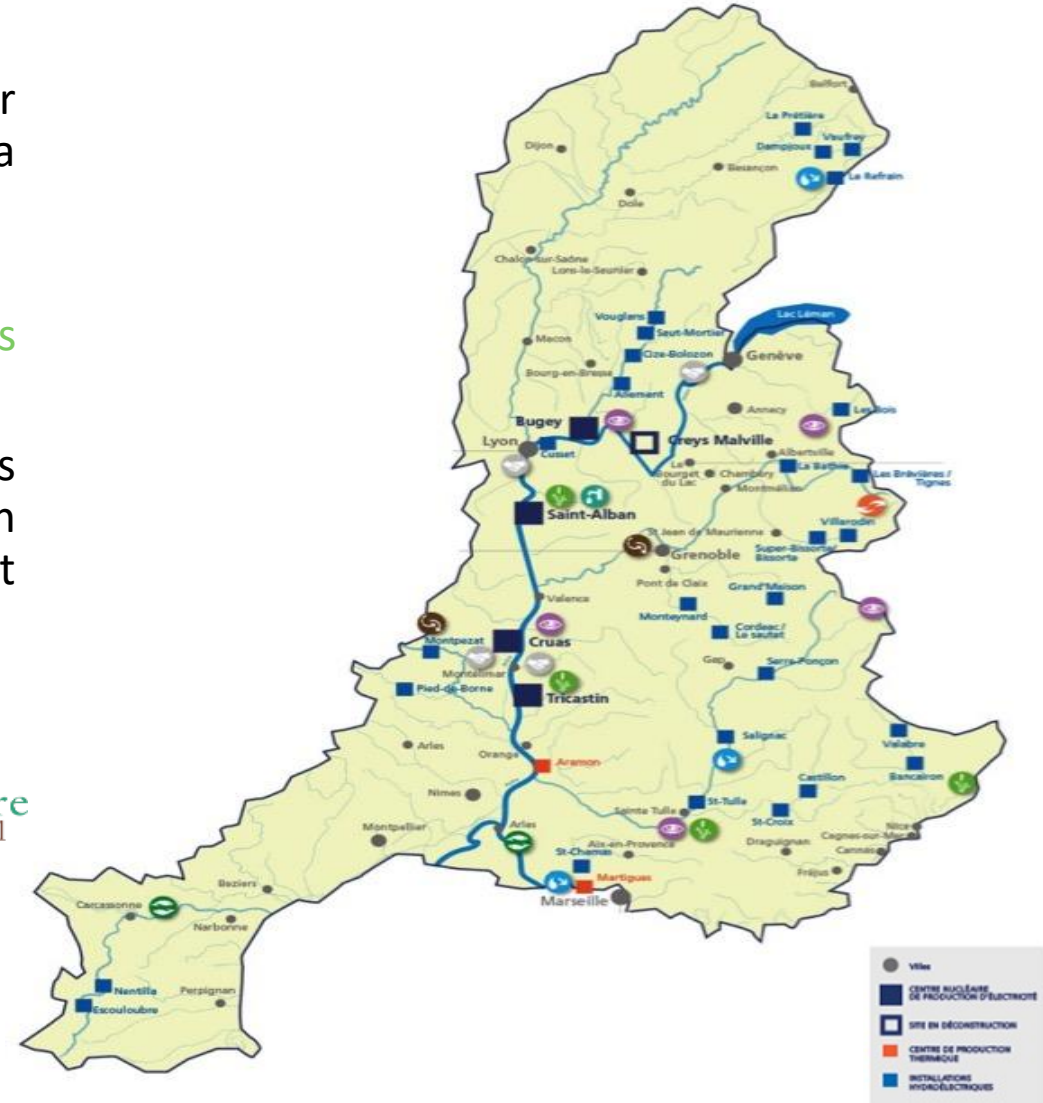 r
a
s
s
n
t
re
l
Belfort
La Prétière
Dampjoux
Vaufrey
Dijon
Besançon
Le Refrain
Dole
Chalon-sur-Saône
Lons-le-Saunier
Lac Léman
Vouglans
Saut-Mortier
Macon
Cize-Bolozon
Genève
Bourg-en-Bresse
Allement
Annecy
Les Bois
Bugey
Creys Malville
Lyon
Cusset
Albertville
Le
Bourget
du Lac
Chambéry
La Bathie
Les Brévières /
Tignes
Montmélian
Saint-Alban
Villarodin
St Jean de Maurienne
Super-Bissorte/
Bissorte
Grenoble
Pont de Claix
Grand'Maison
Valence
Monteynard
Cordeac /
Le sautet
Montpezat
Cruas
Gap
Serre-Ponçon
Montélimar
Pied-de-Borne
Tricastin
Salignac
Valabre
Arles
Orange
Aramon
Bancairon
Castillon
Nimes
St-Tulle
Sainte Tulle
St-Croix
Nice
Cagnes-sur-Mer
Montpellier
Arles
Aix-en-Provence
Draguignan
Cannes
St-Chamas
Fréjus
Martigues
Marseille
Beziers
Carcassonne
Narbonne
Nentilla
Perpignan
Escouloubre
Villes
CENTRE NUCLÉAIRE
DE PRODUCTION D'ÉLECTRICITÉ
SITE EN DÉCONSTRUCTION
CENTRE DE PRODUCTION
THERMIQUE
INSTALLATIONS
HYDROÉLECTRIQUES